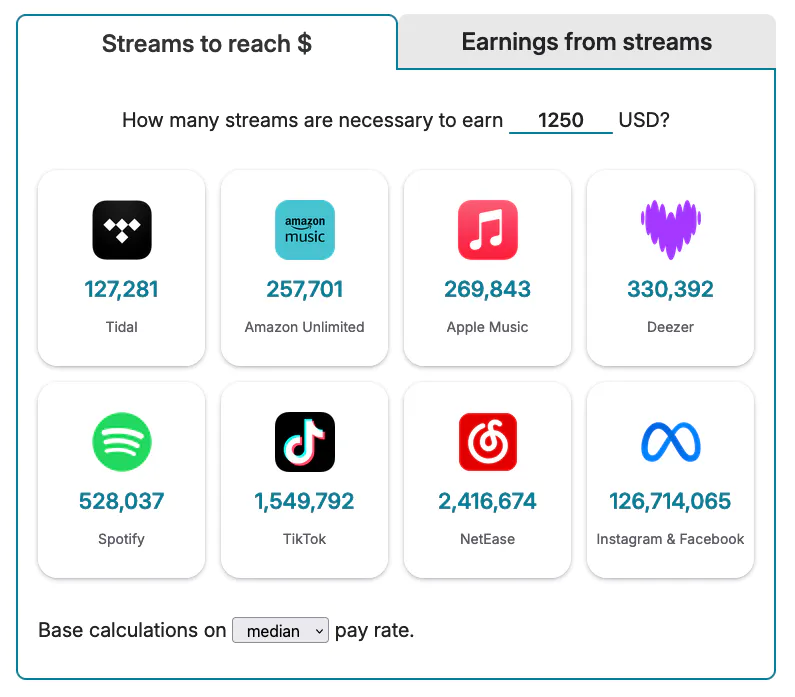 Streams to reach $
Earnings from streams
How many streams are necessary to earn 1250 USD?
amazon
music
127,281
257,701
269,843
330,392
Tidal
Amazon Unlimited
Apple Music
Deezer
528,037
1,549,792
2,416,674
126,714,065
Spotify
TikTok
NetEase
Instagram & Facebook
Base calculations on median pay rate.